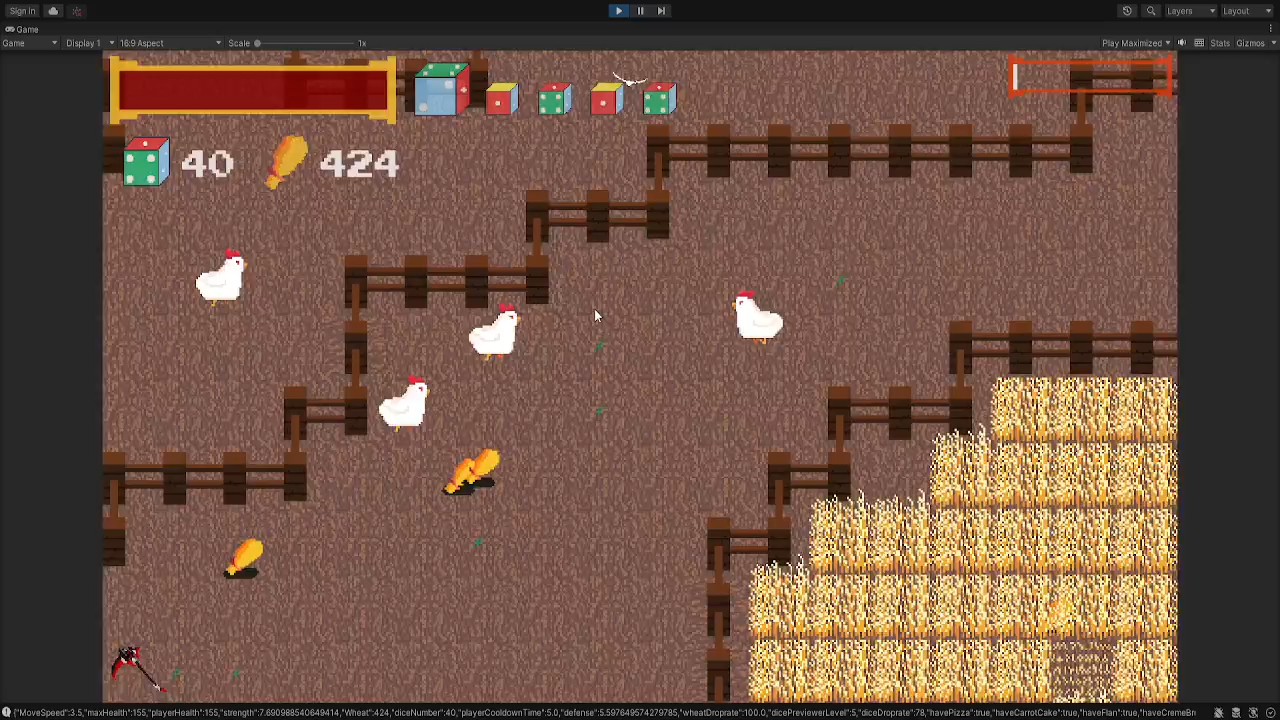 Sign in
Layers
Layout
Game
Game
Display 1
16:9 Aspect
Scale
1x
Play Maximized
Stats
Gizmos
40
424
{"MoveSpeed":3.5,"maxHealth":155,"playerHealth":155,"strength":7.690988540649414,"Wheat":424,"diceNumber":40,"playerCooldownTime":5.0,"defense":5.597649574279785,"wheatDroprate":100.0,"dicePreviewerLevel":5,"diceDroprate":78,"havePizza":true,"haveCarrotCake":true,"haveFlan":true,"haveCremeBrı